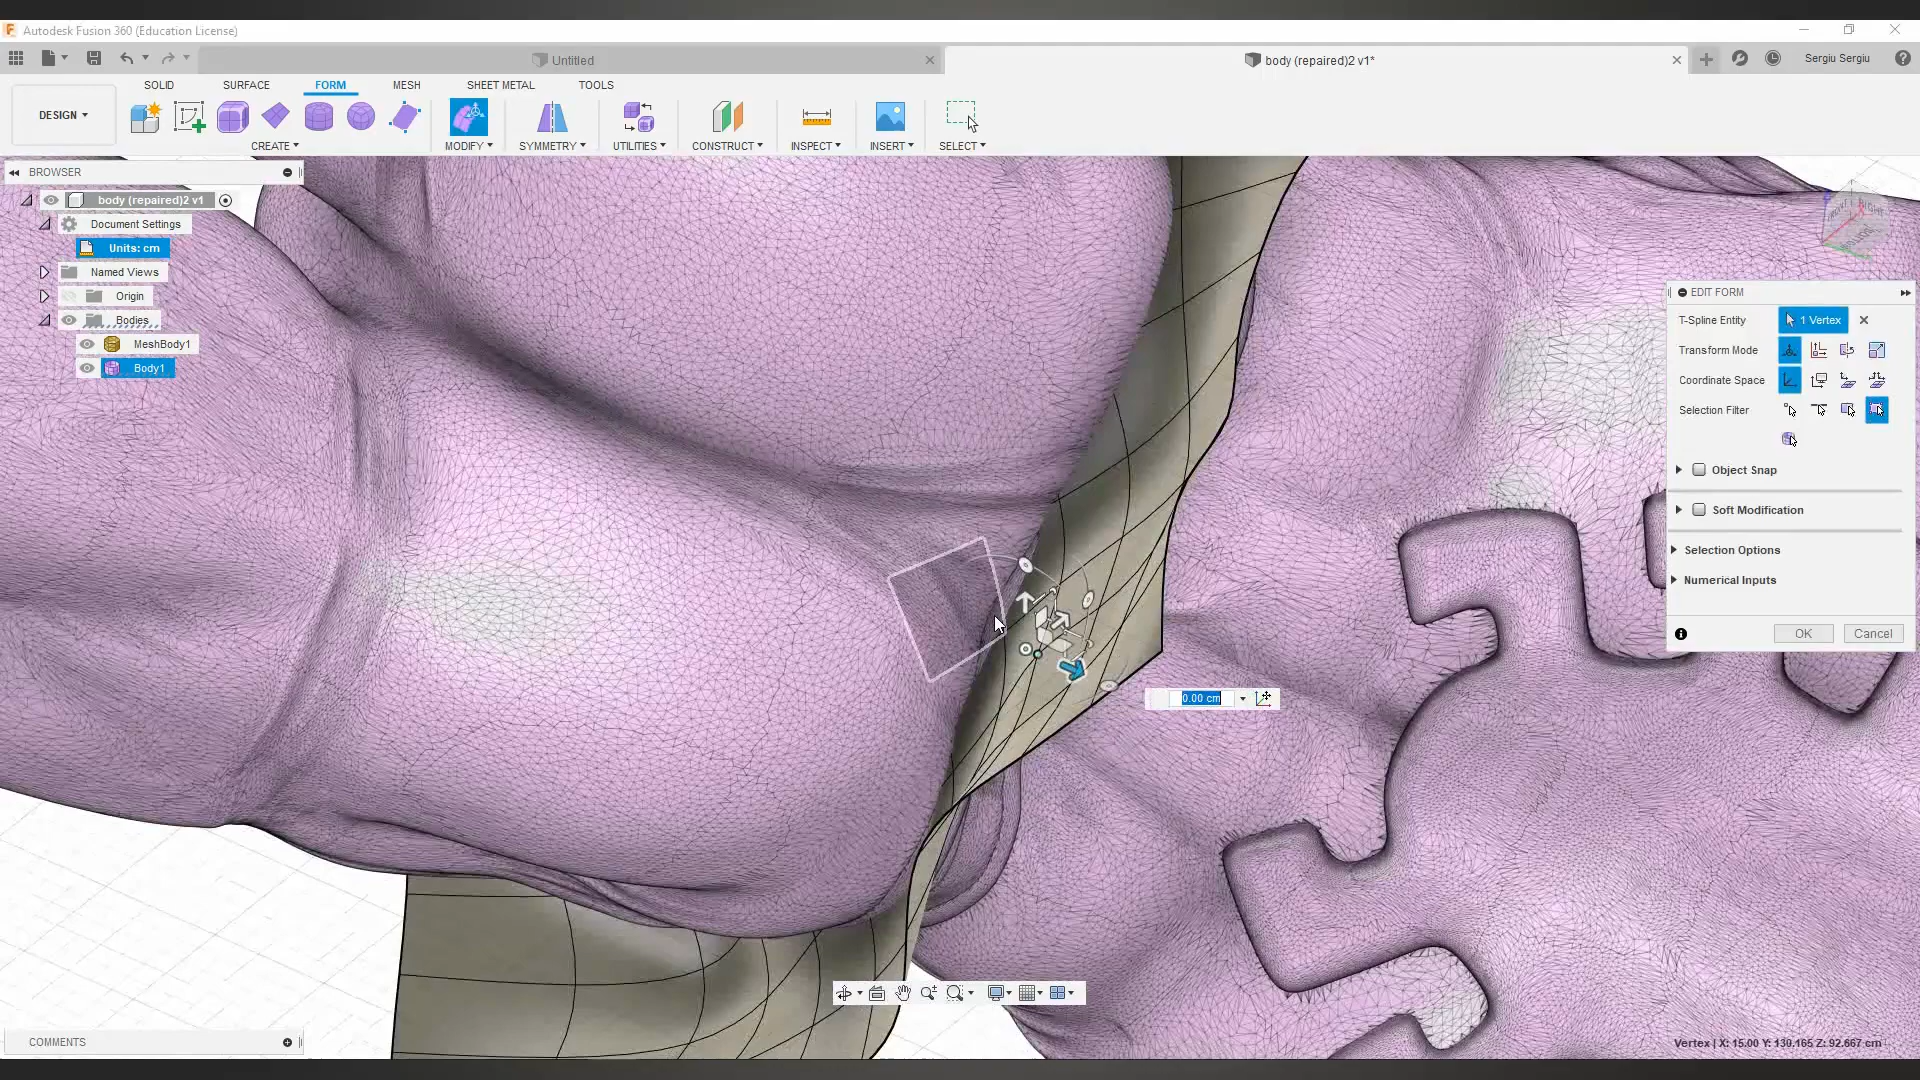 Autodesk Fusion 360 (Education License)
Untitled
body (repaired)2 v1*
Sergiu Sergiu
DESIGN
SOLID
SURFACE
FORM
MESH
SHEET METAL
TOOLS
CREATE
MODIFY
SYMMETRY
UTILITIES
CONSTRUCT
INSPECT
INSERT
SELECT
BROWSER
body (repaired)2 v1
Document Settings
Units: cm
Named Views
Origin
Bodies
MeshBody1
Body1
RIGHT
EDIT FORM
T-Spline Entity
1 Vertex
Transform Mode
Coordinate Space
Selection Filter
Object Snap
Soft Modification
Selection Options
Numerical Inputs
OK
Cancel
0.00 cm
COMMENTS
Vertex | X: 15.00 Y: 130.165 Z: 92.667 cm